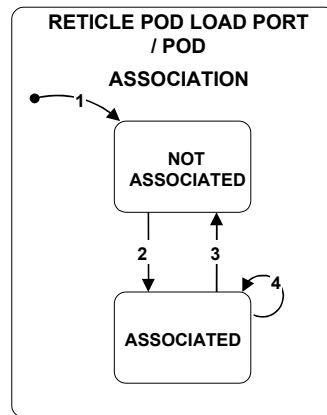 RETICLE POD LOAD PORT
/ POD
ASSOCIATION
1
NOT
ASSOCIATED
2
3
4
ASSOCIATED